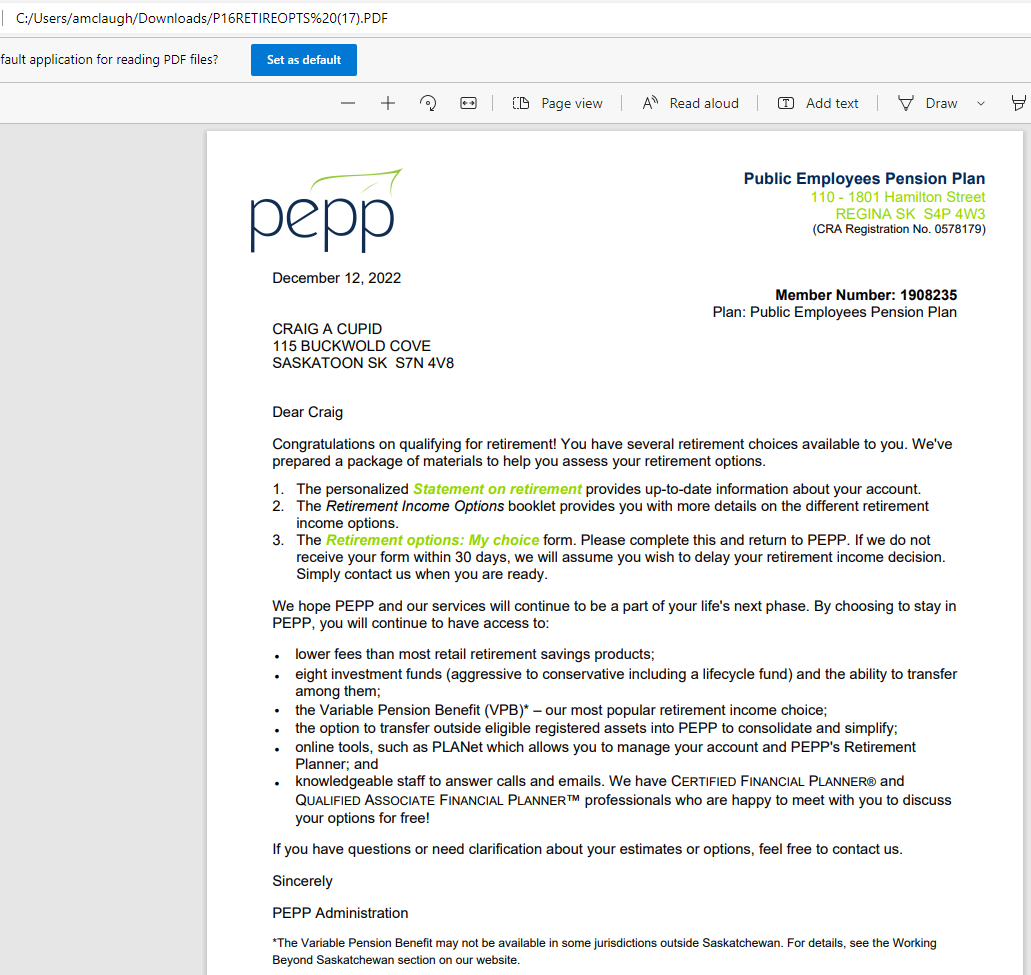 C:/Users/amclaugh/Downloads/P16RETIREOPTS%20(17).PDF
fault application for reading PDF files?
Set as default
Page view
Read aloud
Add text
Draw
pepp
Public Employees Pension Plan
110 - 1801 Hamilton Street
REGINA SK S4P 4W3
(CRA Registration No. 0578179)
December 12, 2022
Member Number: 1908235
Plan: Public Employees Pension Plan
CRAIG A CUPID
115 BUCKWOLD COVE
SASKATOON SK S7N 4V8
Dear Craig
Congratulations on qualifying for retirement! You have several retirement choices available to you. We've
prepared a package of materials to help you assess your retirement options.
1. The personalized Statement on retirement provides up-to-date information about your account.
2. The Retirement Income Options booklet provides you with more details on the different retirement
income options.
3. The Retirement options: My choice form. Please complete this and return to PEPP. If we do not
receive your form within 30 days, we will assume you wish to delay your retirement income decision.
Simply contact us when you are ready.
We hope PEPP and our services will continue to be a part of your life's next phase. By choosing to stay in
PEPP, you will continue to have access to:
• lower fees than most retail retirement savings products;
• eight investment funds (aggressive to conservative including a lifecycle fund) and the ability to transfer
among them;
• the Variable Pension Benefit (VPB)* – our most popular retirement income choice;
• the option to transfer outside eligible registered assets into PEPP to consolidate and simplify;
• online tools, such as PLANet which allows you to manage your account and PEPP's Retirement
Planner; and
• knowledgeable staff to answer calls and emails. We have CERTIFIED FINANCIAL PLANNER® and
QUALIFIED ASSOCIATE FINANCIAL PLANNER™ professionals who are happy to meet with you to discuss
your options for free!
If you have questions or need clarification about your estimates or options, feel free to contact us.
Sincerely
PEPP Administration
*The Variable Pension Benefit may not be available in some jurisdictions outside Saskatchewan. For details, see the Working
Beyond Saskatchewan section on our website.